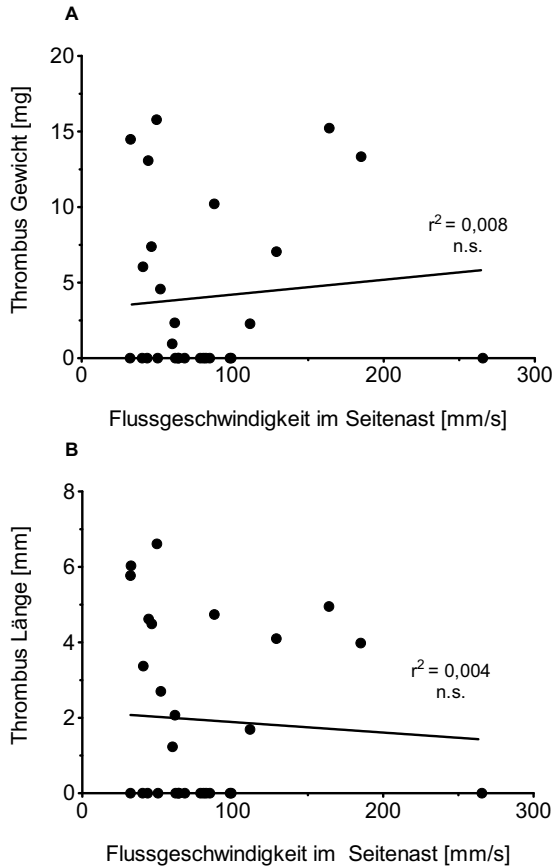 A
20
15
10
5
0
Thrombus Gewicht [mg]
r² = 0,008
n.s.
0 100 200 300
Flussgeschwindigkeit im Seitenast [mm/s]
B
8
6
4
2
0
Thrombus Länge [mm]
r² = 0,004
n.s.
0 100 200 300
Flussgeschwindigkeit im Seitenast [mm/s]